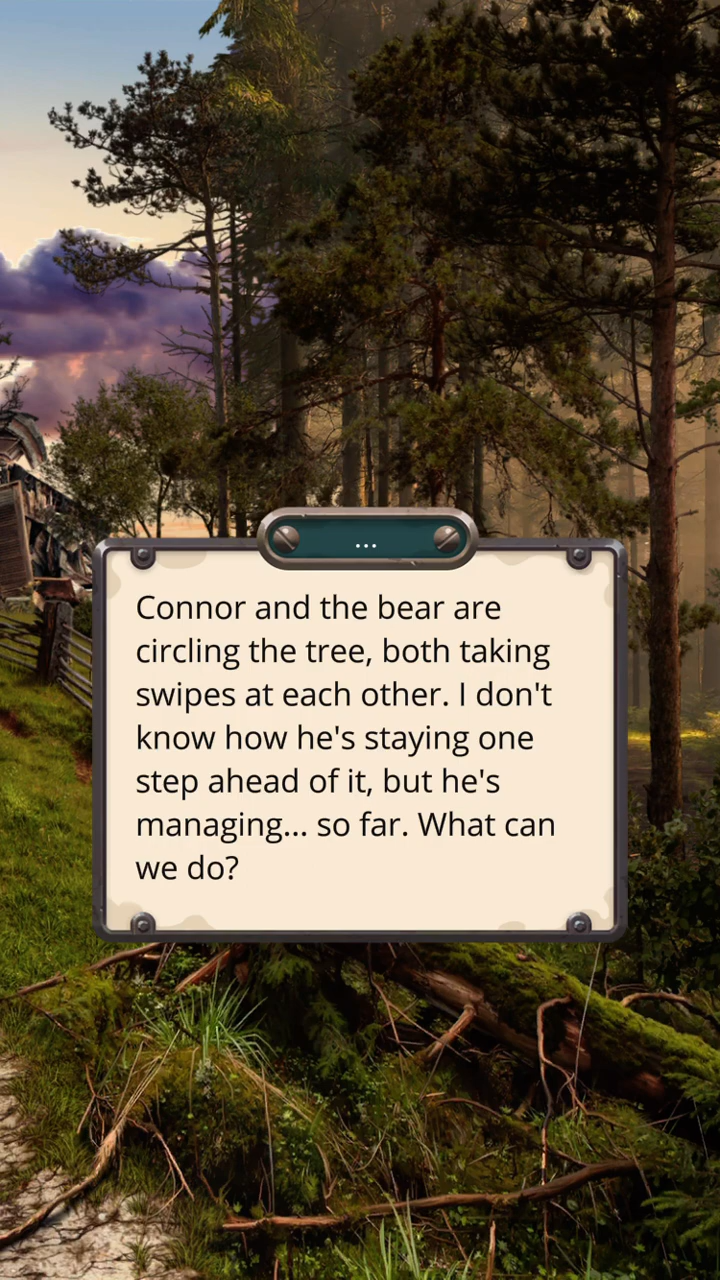 ...
Connor and the bear are
circling the tree, both taking
swipes at each other. I don't
know how he's staying one
step ahead of it, but he's
managing... so far. What can
we do?